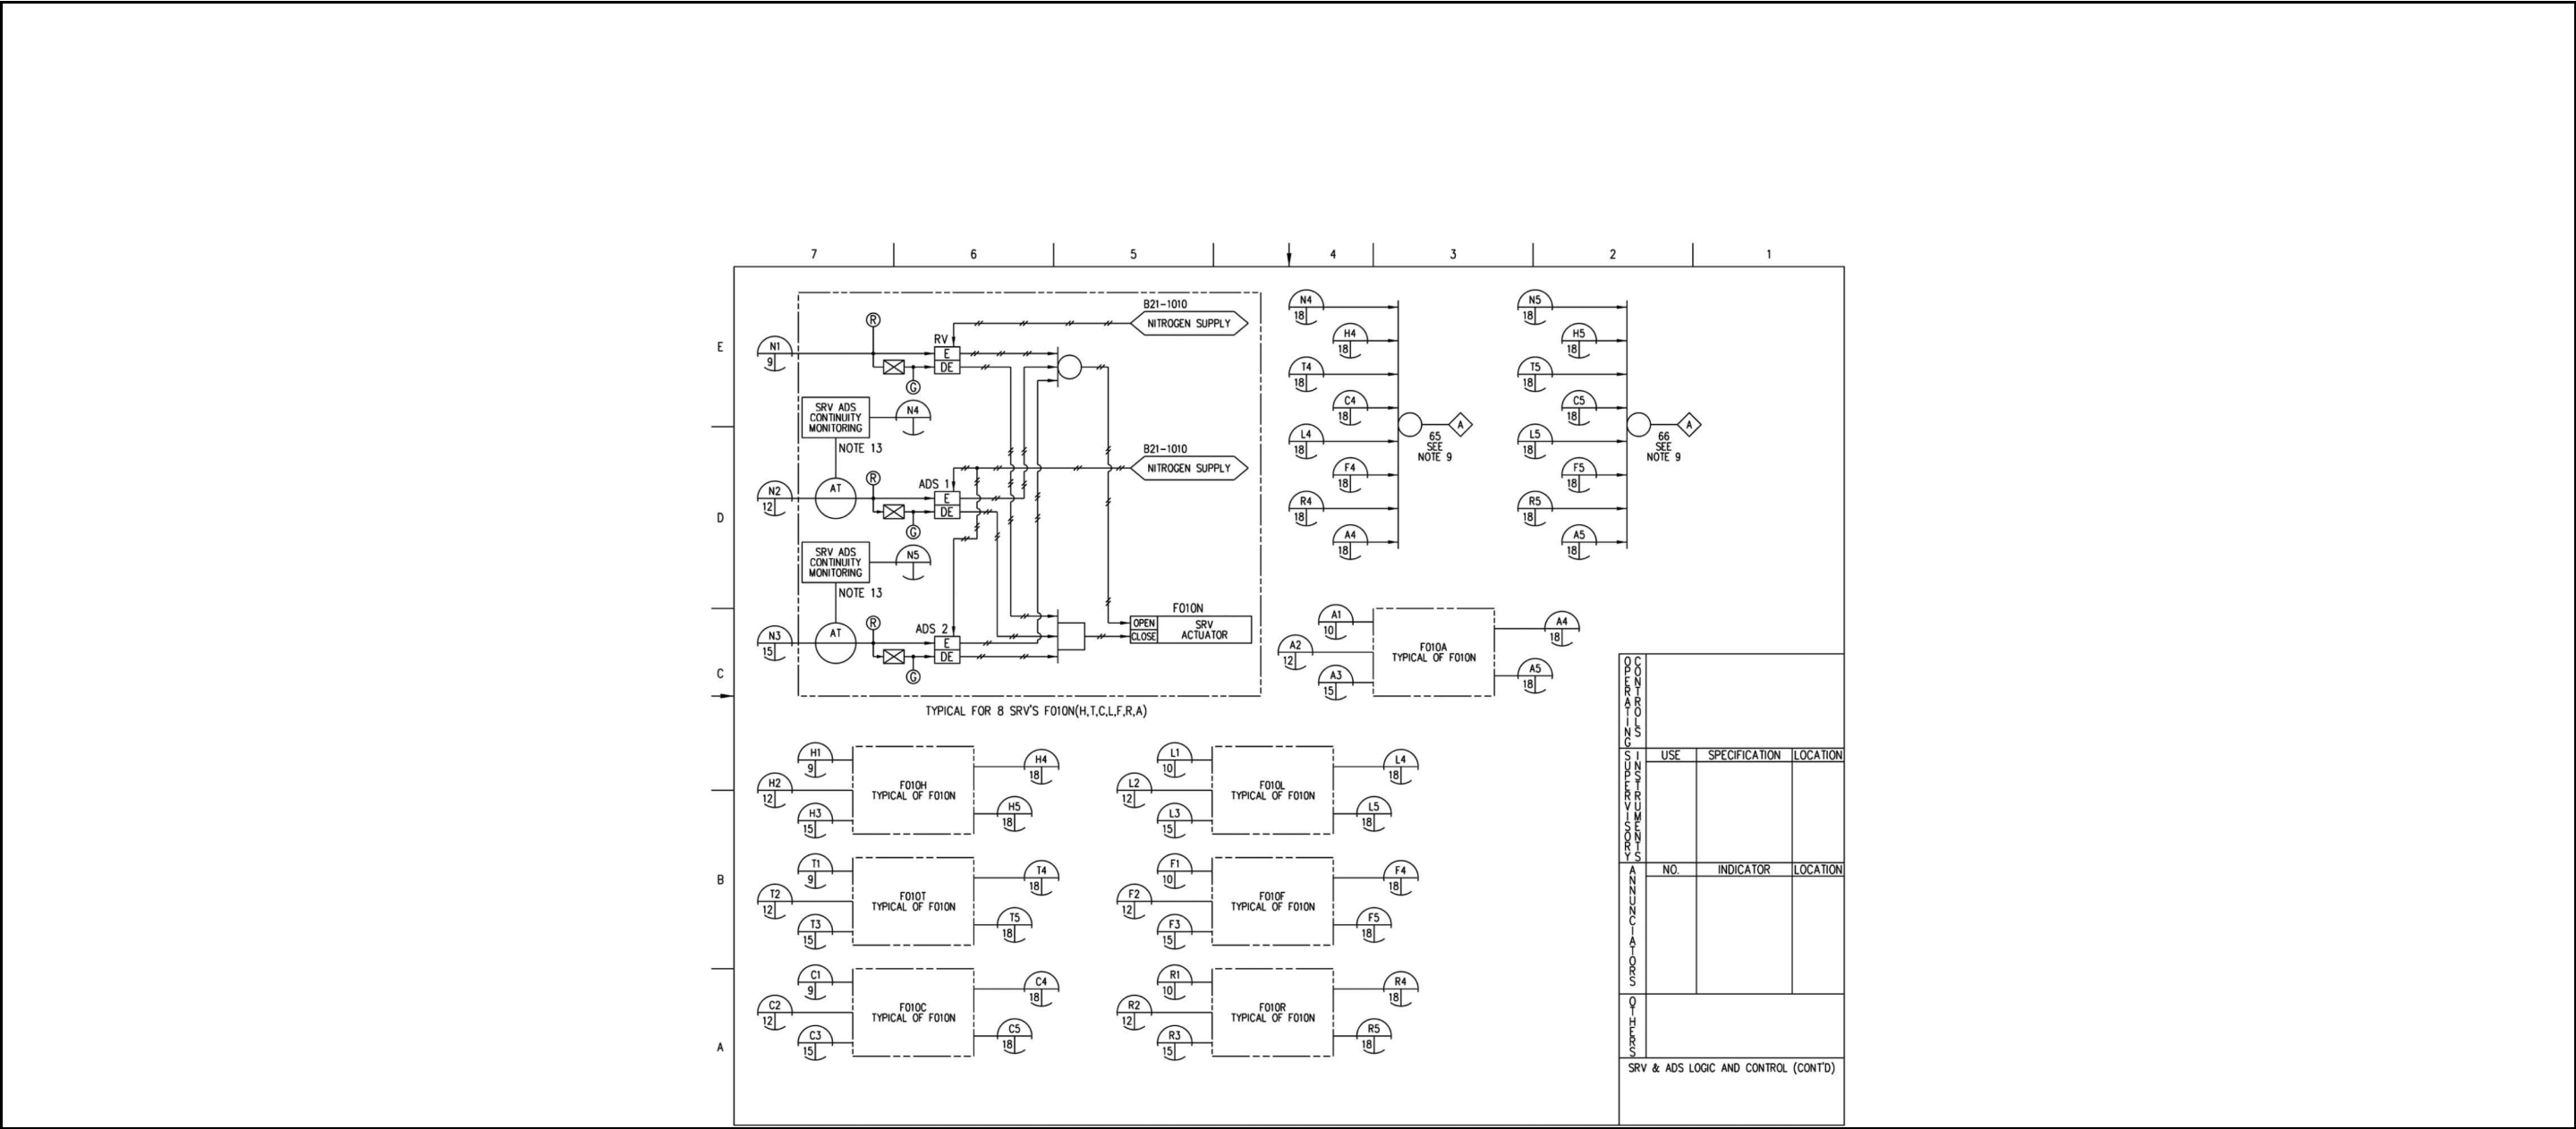 7 6 5 4 3 2 1
E
D
C
B
A
B21-1010
NITROGEN SUPPLY
R
RV
N1
9
E
DE
G
SRV ADS
CONTINUITY
MONITORING
N4
NOTE 13
B21-1010
NITROGEN SUPPLY
R
ADS 1
N2
12
AT
E
DE
G
SRV ADS
CONTINUITY
MONITORING
N5
NOTE 13
R
ADS 2
N3
15
AT
E
DE
G
F010N
OPEN
CLOSE
SRV
ACTUATOR
TYPICAL FOR 8 SRV'S F010N(H,T,C,L,F,R,A)
N4
18
H4
18
T4
18
C4
18
L4
18
F4
18
R4
18
A4
18
A
65
SEE
NOTE 9
N5
18
H5
18
T5
18
C5
18
L5
18
F5
18
R5
18
A5
18
A
66
SEE
NOTE 9
A1
10
A2
12
A3
15
F010A
TYPICAL OF F010N
A4
18
A5
18
H1
9
H2
12
H3
15
F010H
TYPICAL OF F010N
H4
18
H5
18
L1
10
L2
12
L3
15
F010L
TYPICAL OF F010N
L4
18
L5
18
T1
9
T2
12
T3
15
F010T
TYPICAL OF F010N
T4
18
T5
18
F1
10
F2
12
F3
15
F010F
TYPICAL OF F010N
F4
18
F5
18
C1
9
C2
12
C3
15
F010C
TYPICAL OF F010N
C4
18
C5
18
R1
10
R2
12
R3
15
F010R
TYPICAL OF F010N
R4
18
R5
18
OPERATING
CONTROLS
SUPERVISORY
INSTRUMENTS
USE SPECIFICATION LOCATION
ANNUNCIATORS
NO. INDICATOR LOCATION
OTHERS
SRV & ADS LOGIC AND CONTROL (CONT'D)